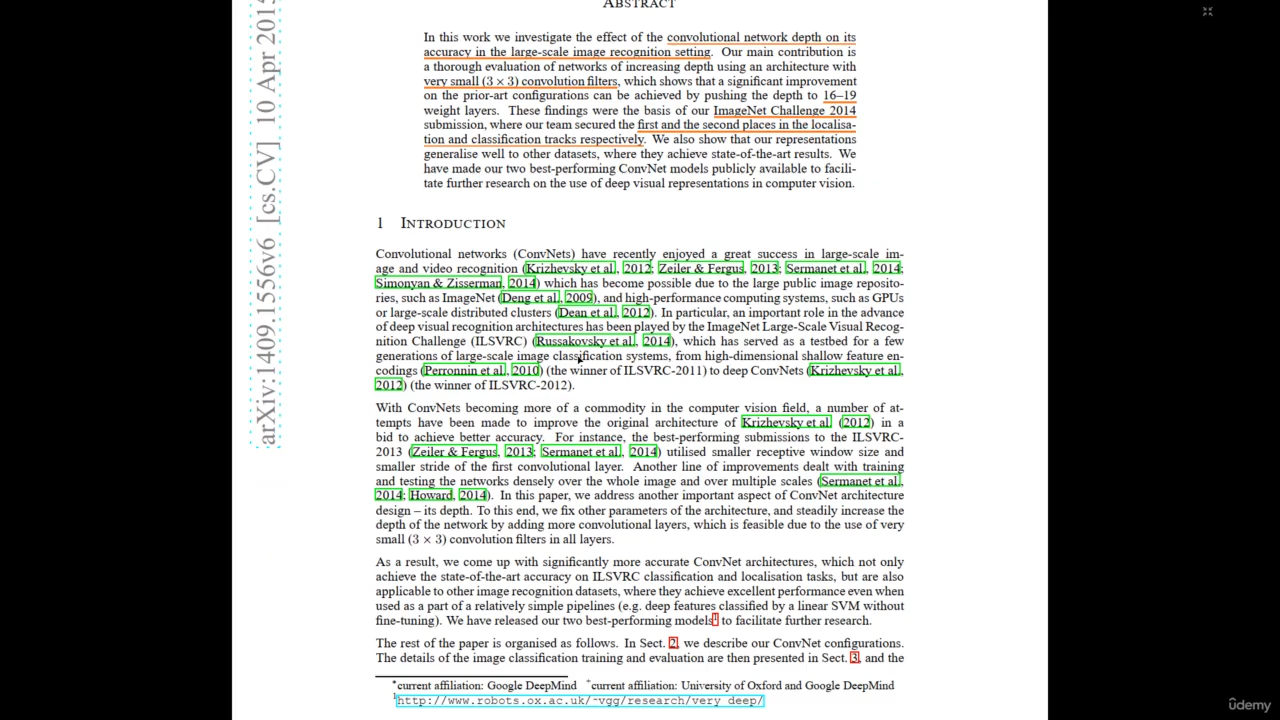 ABSTRACT
In this work we investigate the effect of the convolutional network depth on its
accuracy in the large-scale image recognition setting. Our main contribution is
a thorough evaluation of networks of increasing depth using an architecture with
very small (3 × 3) convolution filters, which shows that a significant improvement
on the prior-art configurations can be achieved by pushing the depth to 16–19
weight layers. These findings were the basis of our ImageNet Challenge 2014
submission, where our team secured the first and the second places in the localisa-
tion and classification tracks respectively. We also show that our representations
generalise well to other datasets, where they achieve state-of-the-art results. We
have made our two best-performing ConvNet models publicly available to facili-
tate further research on the use of deep visual representations in computer vision.
1 INTRODUCTION
Convolutional networks (ConvNets) have recently enjoyed a great success in large-scale im-
age and video recognition (Krizhevsky et al., 2012; Zeiler & Fergus, 2013; Sermanet et al., 2014;
Simonyan & Zisserman, 2014) which has become possible due to the large public image reposito-
ries, such as ImageNet (Deng et al., 2009), and high-performance computing systems, such as GPUs
or large-scale distributed clusters (Dean et al., 2012). In particular, an important role in the advance
of deep visual recognition architectures has been played by the ImageNet Large-Scale Visual Recog-
nition Challenge (ILSVRC) (Russakovsky et al., 2014), which has served as a testbed for a few
generations of large-scale image classification systems, from high-dimensional shallow feature en-
codings (Perronnin et al., 2010) (the winner of ILSVRC-2011) to deep ConvNets (Krizhevsky et al.,
2012) (the winner of ILSVRC-2012).
With ConvNets becoming more of a commodity in the computer vision field, a number of at-
tempts have been made to improve the original architecture of Krizhevsky et al. (2012) in a
bid to achieve better accuracy. For instance, the best-performing submissions to the ILSVRC-
2013 (Zeiler & Fergus, 2013; Sermanet et al., 2014) utilised smaller receptive window size and
smaller stride of the first convolutional layer. Another line of improvements dealt with training
and testing the networks densely over the whole image and over multiple scales (Sermanet et al.,
2014; Howard, 2014). In this paper, we address another important aspect of ConvNet architecture
design – its depth. To this end, we fix other parameters of the architecture, and steadily increase the
depth of the network by adding more convolutional layers, which is feasible due to the use of very
small (3 × 3) convolution filters in all layers.
As a result, we come up with significantly more accurate ConvNet architectures, which not only
achieve the state-of-the-art accuracy on ILSVRC classification and localisation tasks, but are also
applicable to other image recognition datasets, where they achieve excellent performance even when
used as a part of a relatively simple pipelines (e.g. deep features classified by a linear SVM without
fine-tuning). We have released our two best-performing models1 to facilitate further research.
The rest of the paper is organised as follows. In Sect. 2, we describe our ConvNet configurations.
The details of the image classification training and evaluation are then presented in Sect. 3, and the
*current affiliation: Google DeepMind +current affiliation: University of Oxford and Google DeepMind
1http://www.robots.ox.ac.uk/~vgg/research/very_deep/
arXiv:1409.1556v6 [cs.CV] 10 Apr 2015
ûdemy